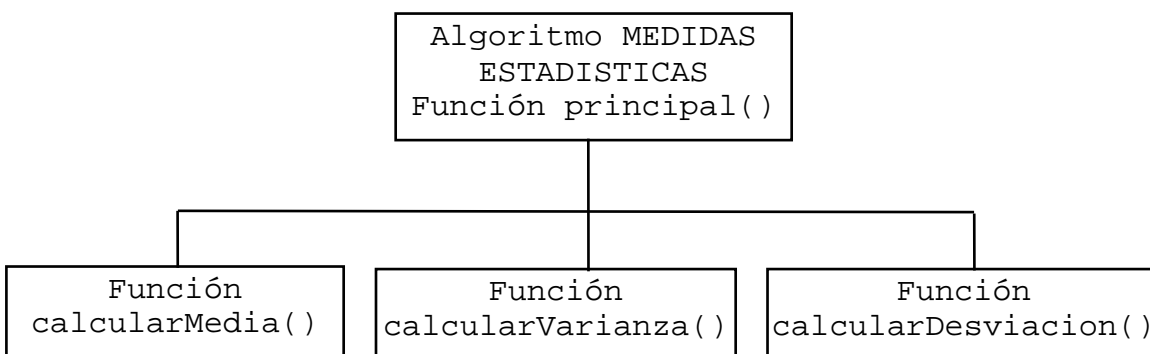 Algoritmo MEDIDAS
ESTADISTICAS
Función principal()
Función
calcularMedia()
Función
calcularVarianza()
Función
calcularDesviacion()